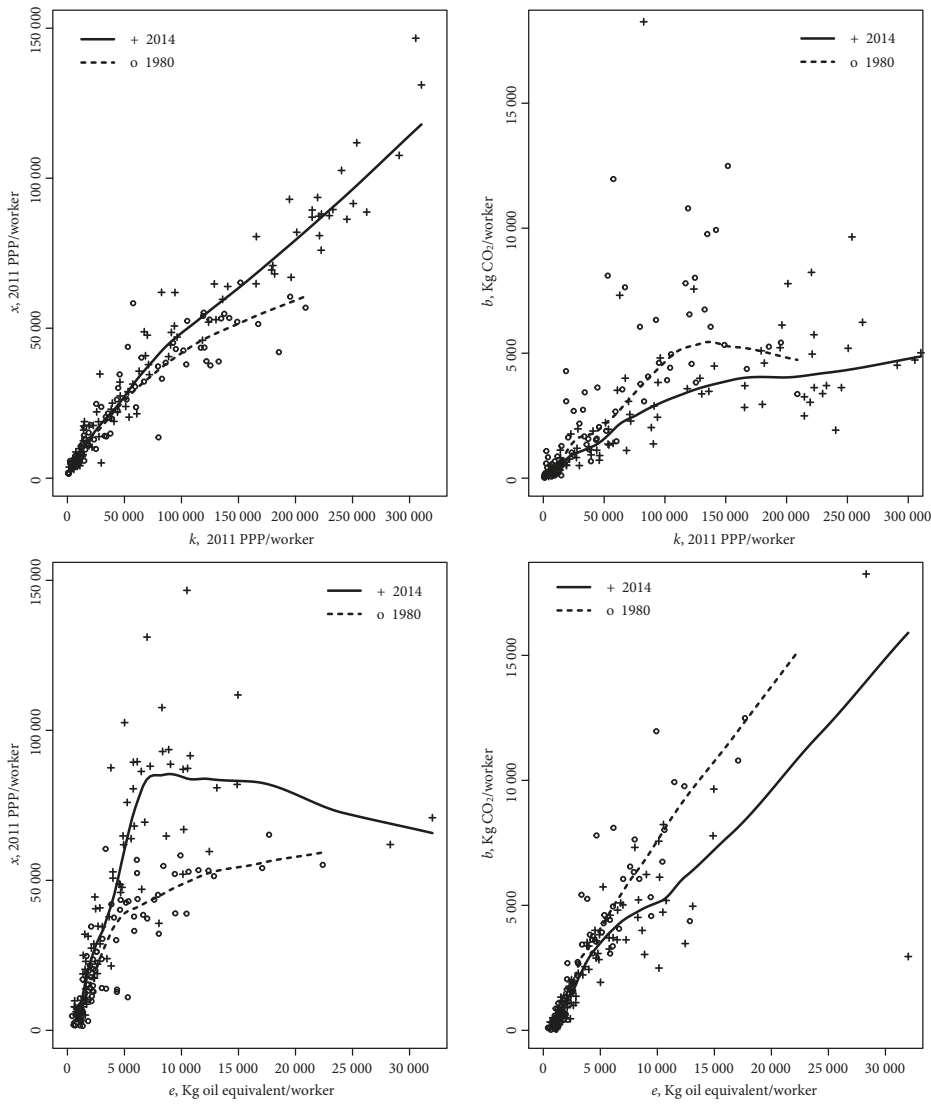 x, 2011 PPP/worker
150 000
100 000
50 000
0
+ 2014
o 1980
0 50 000 100 000 150 000 200 000 250 000 300 000
k, 2011 PPP/worker
b, Kg CO₂/worker
15 000
10 000
5 000
0
+ 2014
o 1980
0 50 000 100 000 150 000 200 000 250 000 300 000
k, 2011 PPP/worker
x, 2011 PPP/worker
150 000
100 000
50 000
0
+ 2014
o 1980
0 5 000 10 000 15 000 20 000 25 000 30 000
e, Kg oil equivalent/worker
b, Kg CO₂/worker
15 000
10 000
5 000
0
+ 2014
o 1980
0 5 000 10 000 15 000 20 000 25 000 30 000
e, Kg oil equivalent/worker